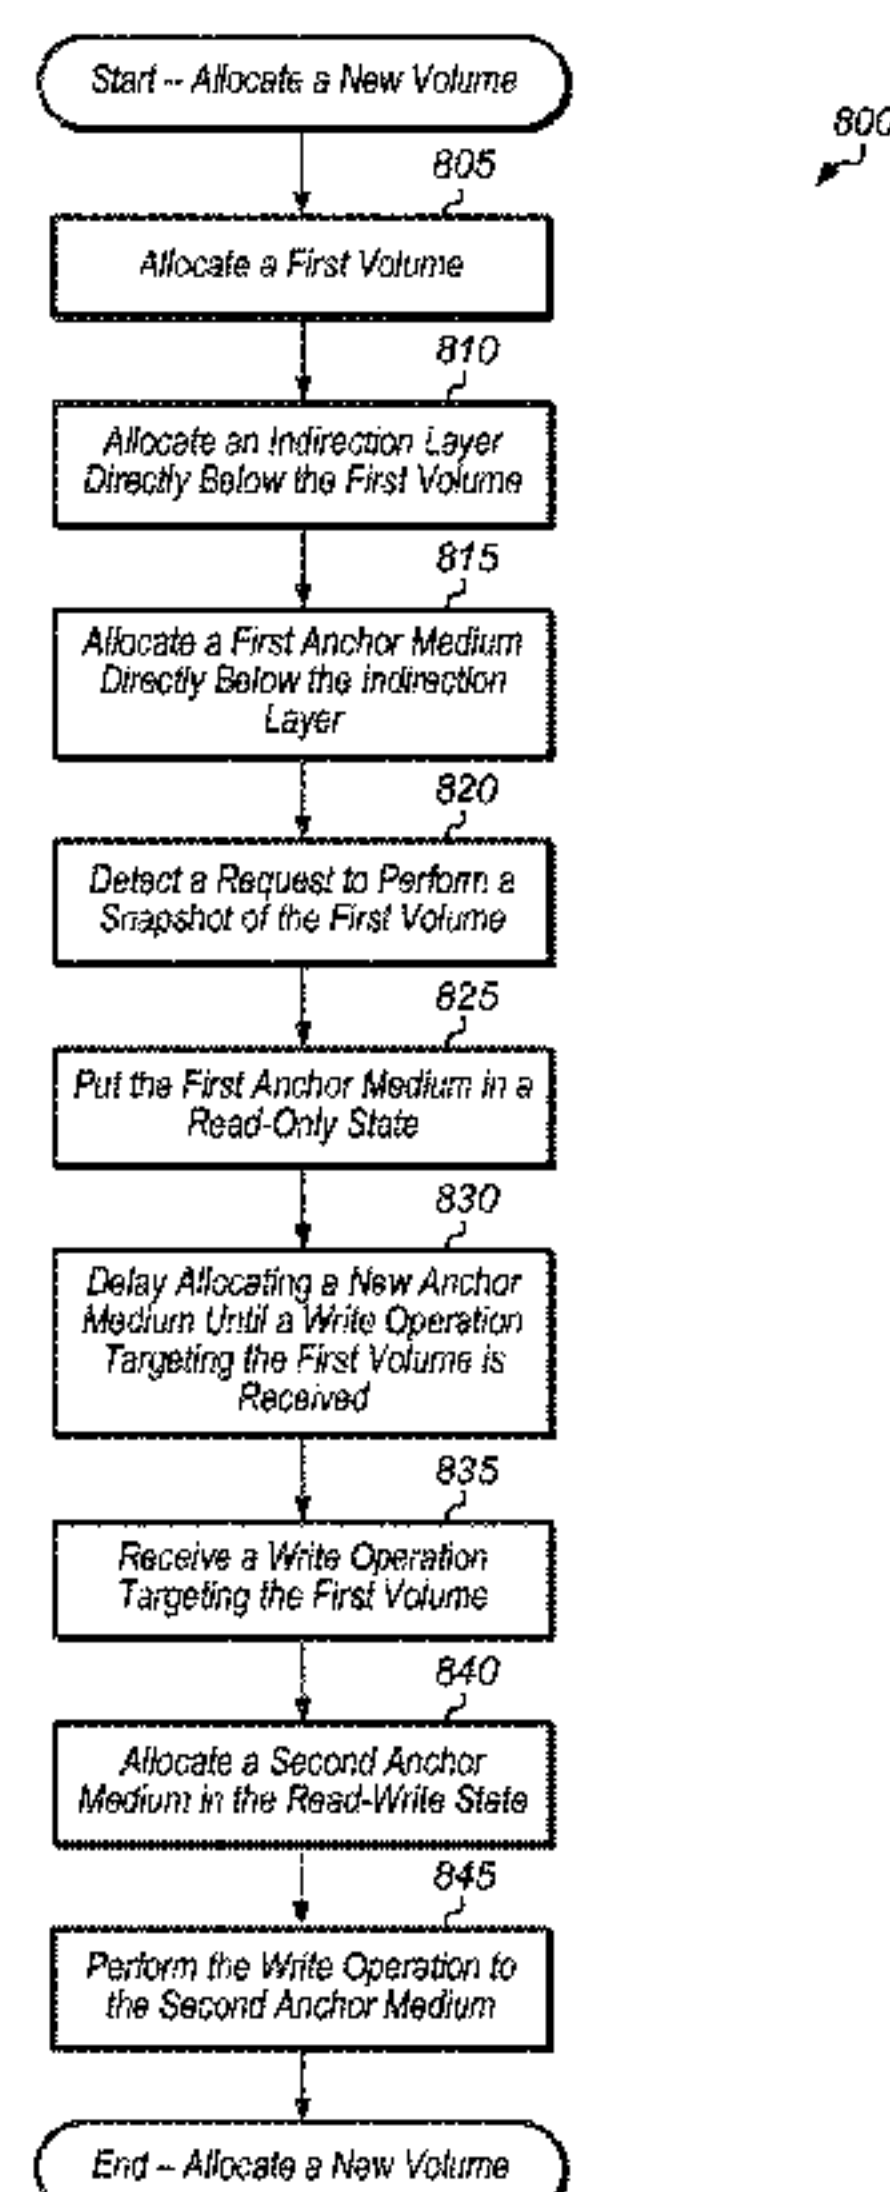 Start -- Allocate a New Volume
800
805
Allocate a First Volume
810
Allocate an Indirection Layer
Directly Below the First Volume
815
Allocate a First Anchor Medium
Directly Below the Indirection
Layer
820
Detect a Request to Perform a
Snapshot of the First Volume
825
Put the First Anchor Medium in a
Read-Only State
830
Delay Allocating a New Anchor
Medium Until a Write Operation
Targeting the First Volume is
Received
835
Receive a Write Operation
Targeting the First Volume
840
Allocate a Second Anchor
Medium in the Read-Write State
845
Perform the Write Operation to
the Second Anchor Medium
End -- Allocate a New Volume